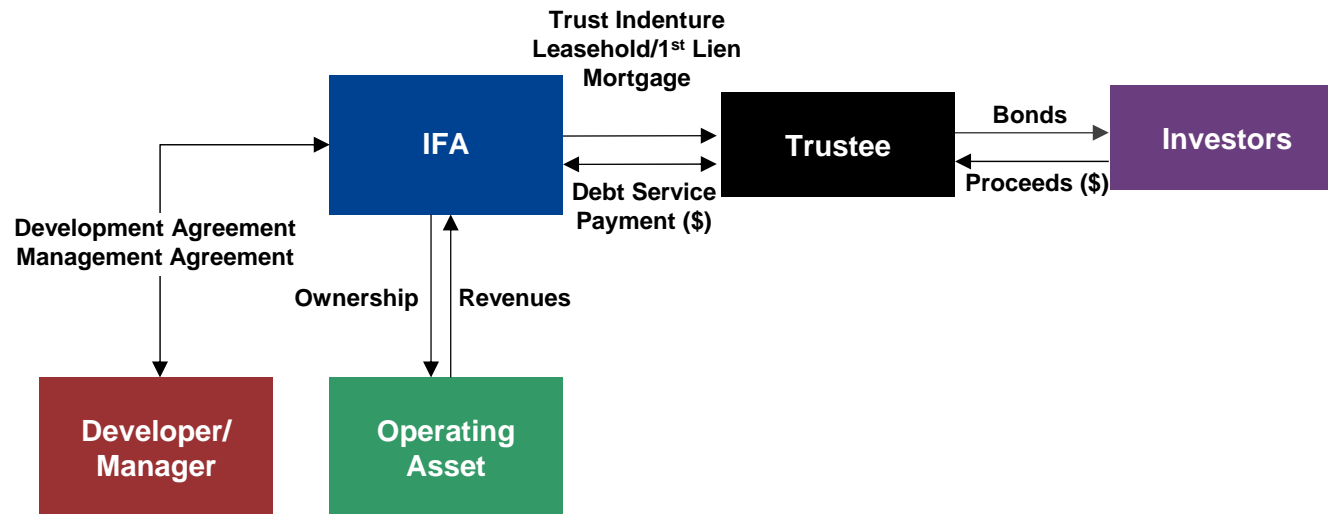 Trust Indenture
Leasehold/1st Lien
Mortgage
IFA
Trustee
Bonds
Investors
Proceeds ($)
Debt Service
Payment ($)
Development Agreement
Management Agreement
Ownership
Revenues
Developer/
Manager
Operating
Asset